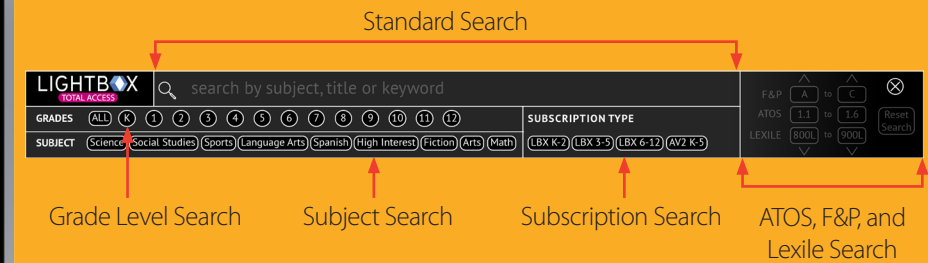 Standard Search
LIGHTBOX
TOTAL ACCESS
search by subject, title or keyword
GRADES ALL K 1 2 3 4 5 6 7 8 9 10 11 12
SUBJECT Science Social Studies Sports Language Arts Spanish High Interest Fiction Arts Math
SUBSCRIPTION TYPE
LBX K-2 LBX 3-5 LBX 6-12 AV2 K-5
F&P A to C
ATOS 1.1 to 1.6
LEXILE 800L to 900L
Reset
Search
Grade Level Search
Subject Search
Subscription Search
ATOS, F&P, and
Lexile Search